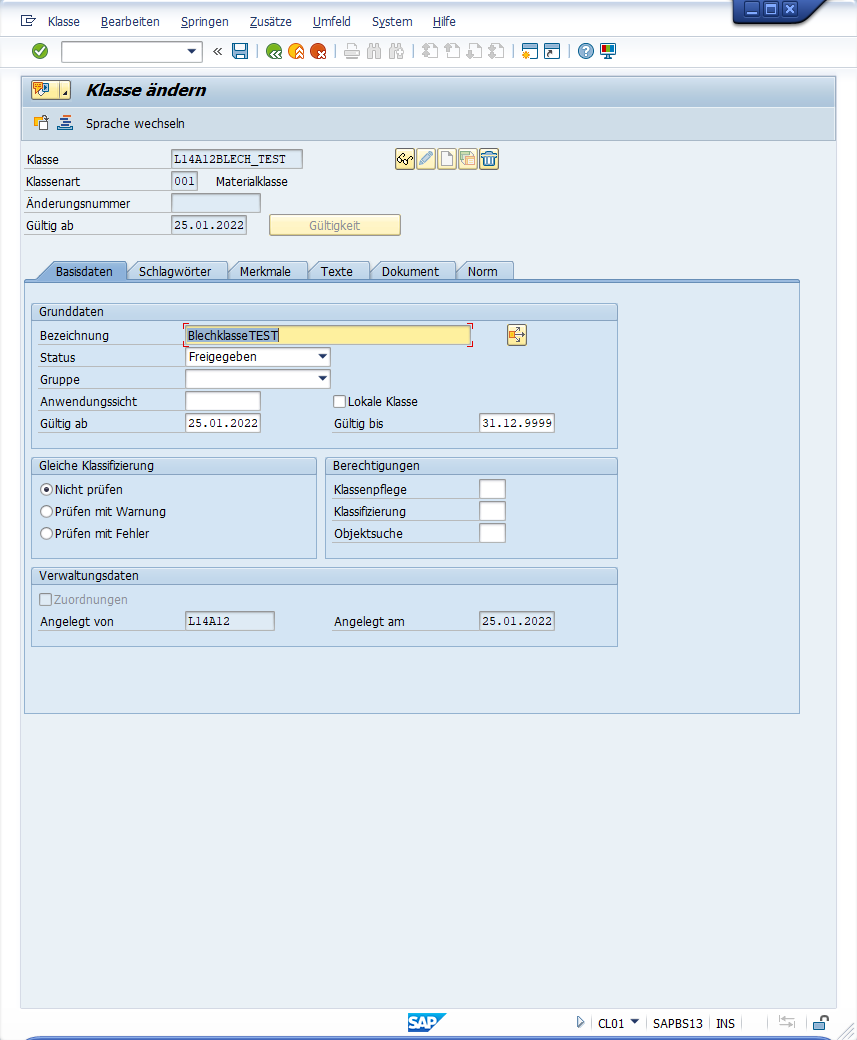 Klasse Bearbeiten Springen Zusätze Umfeld System Hilfe
Klasse ändern
Sprache wechseln
Klasse L14A12BLECH_TEST
Klassenart 001 Materialklasse
Änderungsnummer
Gültig ab 25.01.2022 Gültigkeit
Basisdaten Schlagwörter Merkmale Texte Dokument Norm
Grunddaten
Bezeichnung BlechklasseTEST
Status Freigegeben
Gruppe
Anwendungssicht Lokale Klasse
Gültig ab 25.01.2022 Gültig bis 31.12.9999
Gleiche Klassifizierung Berechtigungen
Nicht prüfen Klassenpflege
Prüfen mit Warnung Klassifizierung
Prüfen mit Fehler Objektsuche
Verwaltungsdaten
Zuordnungen
Angelegt von L14A12 Angelegt am 25.01.2022
SAP CL01 SAPBS13 INS